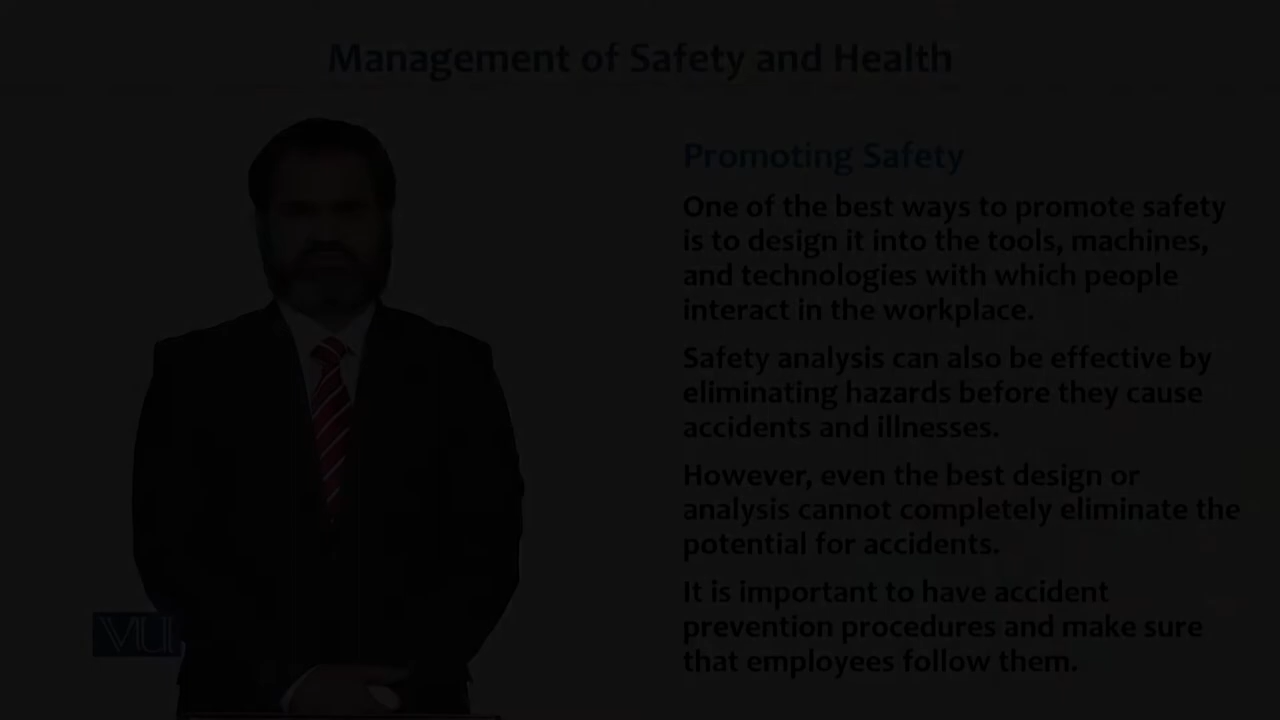 Management of Safety and Health
Promoting Safety
One of the best ways to promote safety
is to design it into the tools, machines,
and technologies with which people
interact in the workplace.
Safety analysis can also be effective by
eliminating hazards before they cause
accidents and illnesses.
However, even the best design or
analysis cannot completely eliminate the
potential for accidents.
It is important to have accident
prevention procedures and make sure
that employees follow them.
VU